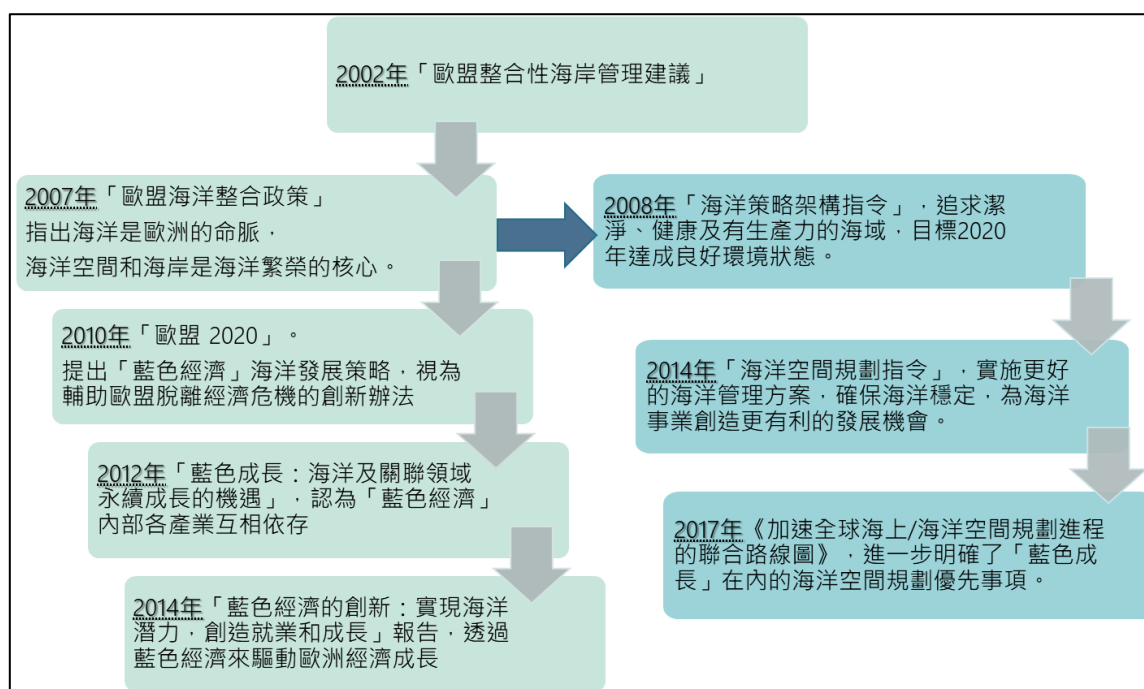 2002年「歐盟整合性海岸管理建議」
2007年「歐盟海洋整合政策」
指出海洋是歐洲的命脈，
海洋空間和海岸是海洋繁榮的核心。
2010年「歐盟 2020」。
提出「藍色經濟」海洋發展策略，視為
輔助歐盟脫離經濟危機的創新辦法
2012年「藍色成長：海洋及關聯領域
永續成長的機遇」，認為「藍色經濟」
內部各產業互相依存
2014年「藍色經濟的創新：實現海洋
潛力，創造就業和成長」報告，透過
藍色經濟來驅動歐洲經濟成長
2008年「海洋策略架構指令」，追求潔
淨、健康及有生產力的海域，目標2020
年達成良好環境狀態。
2014年「海洋空間規劃指令」，實施更好
的海洋管理方案，確保海洋穩定，為海洋
事業創造更有利的發展機會。
2017年《加速全球海上/海洋空間規劃進程
的聯合路線圖》，進一步明確了「藍色成
長」在內的海洋空間規劃優先事項。